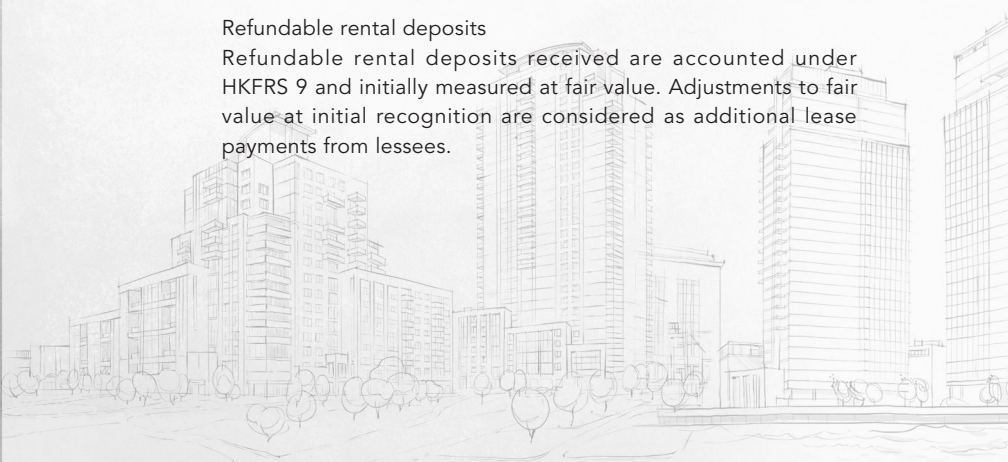 Refundable rental deposits
Refundable rental deposits received are accounted under
HKFRS 9 and initially measured at fair value. Adjustments to fair
value at initial recognition are considered as additional lease
payments from lessees.